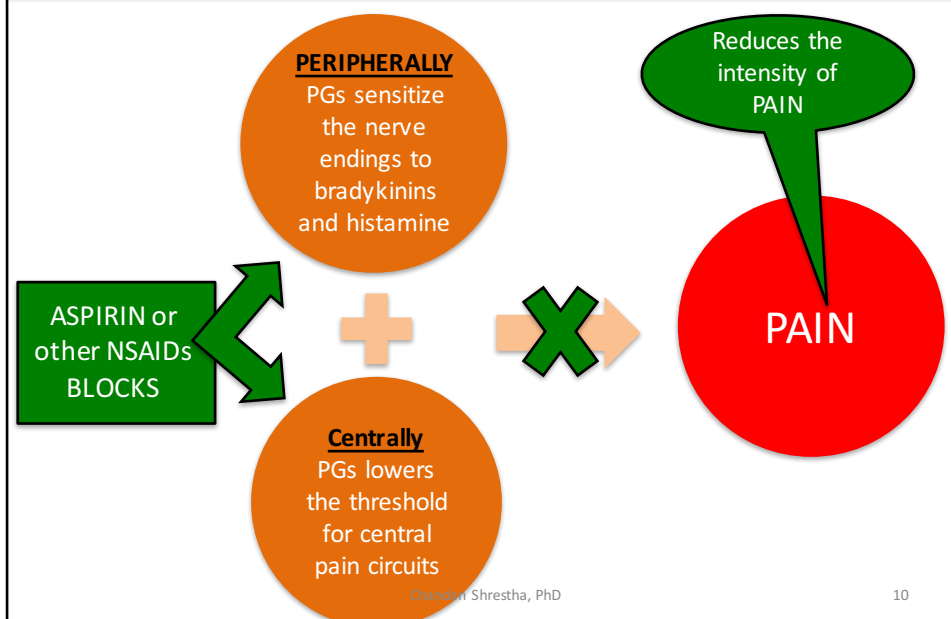 PERIPHERALLY
PGs sensitize
the nerve
endings to
bradykinins
and histamine
Reduces the
intensity of
PAIN
ASPIRIN or
other NSAIDs
BLOCKS
PAIN
Centrally
PGs lowers
the threshold
for central
pain circuits
Shrestha, PhD
10